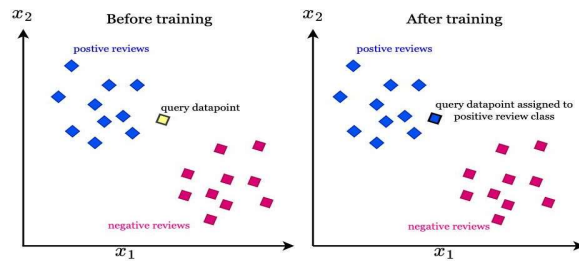 Before training
x2
postive reviews
query datapoint
negative reviews
x1
After training
x2
postive reviews
query datapoint assigned to
positive review class
negative reviews
x1